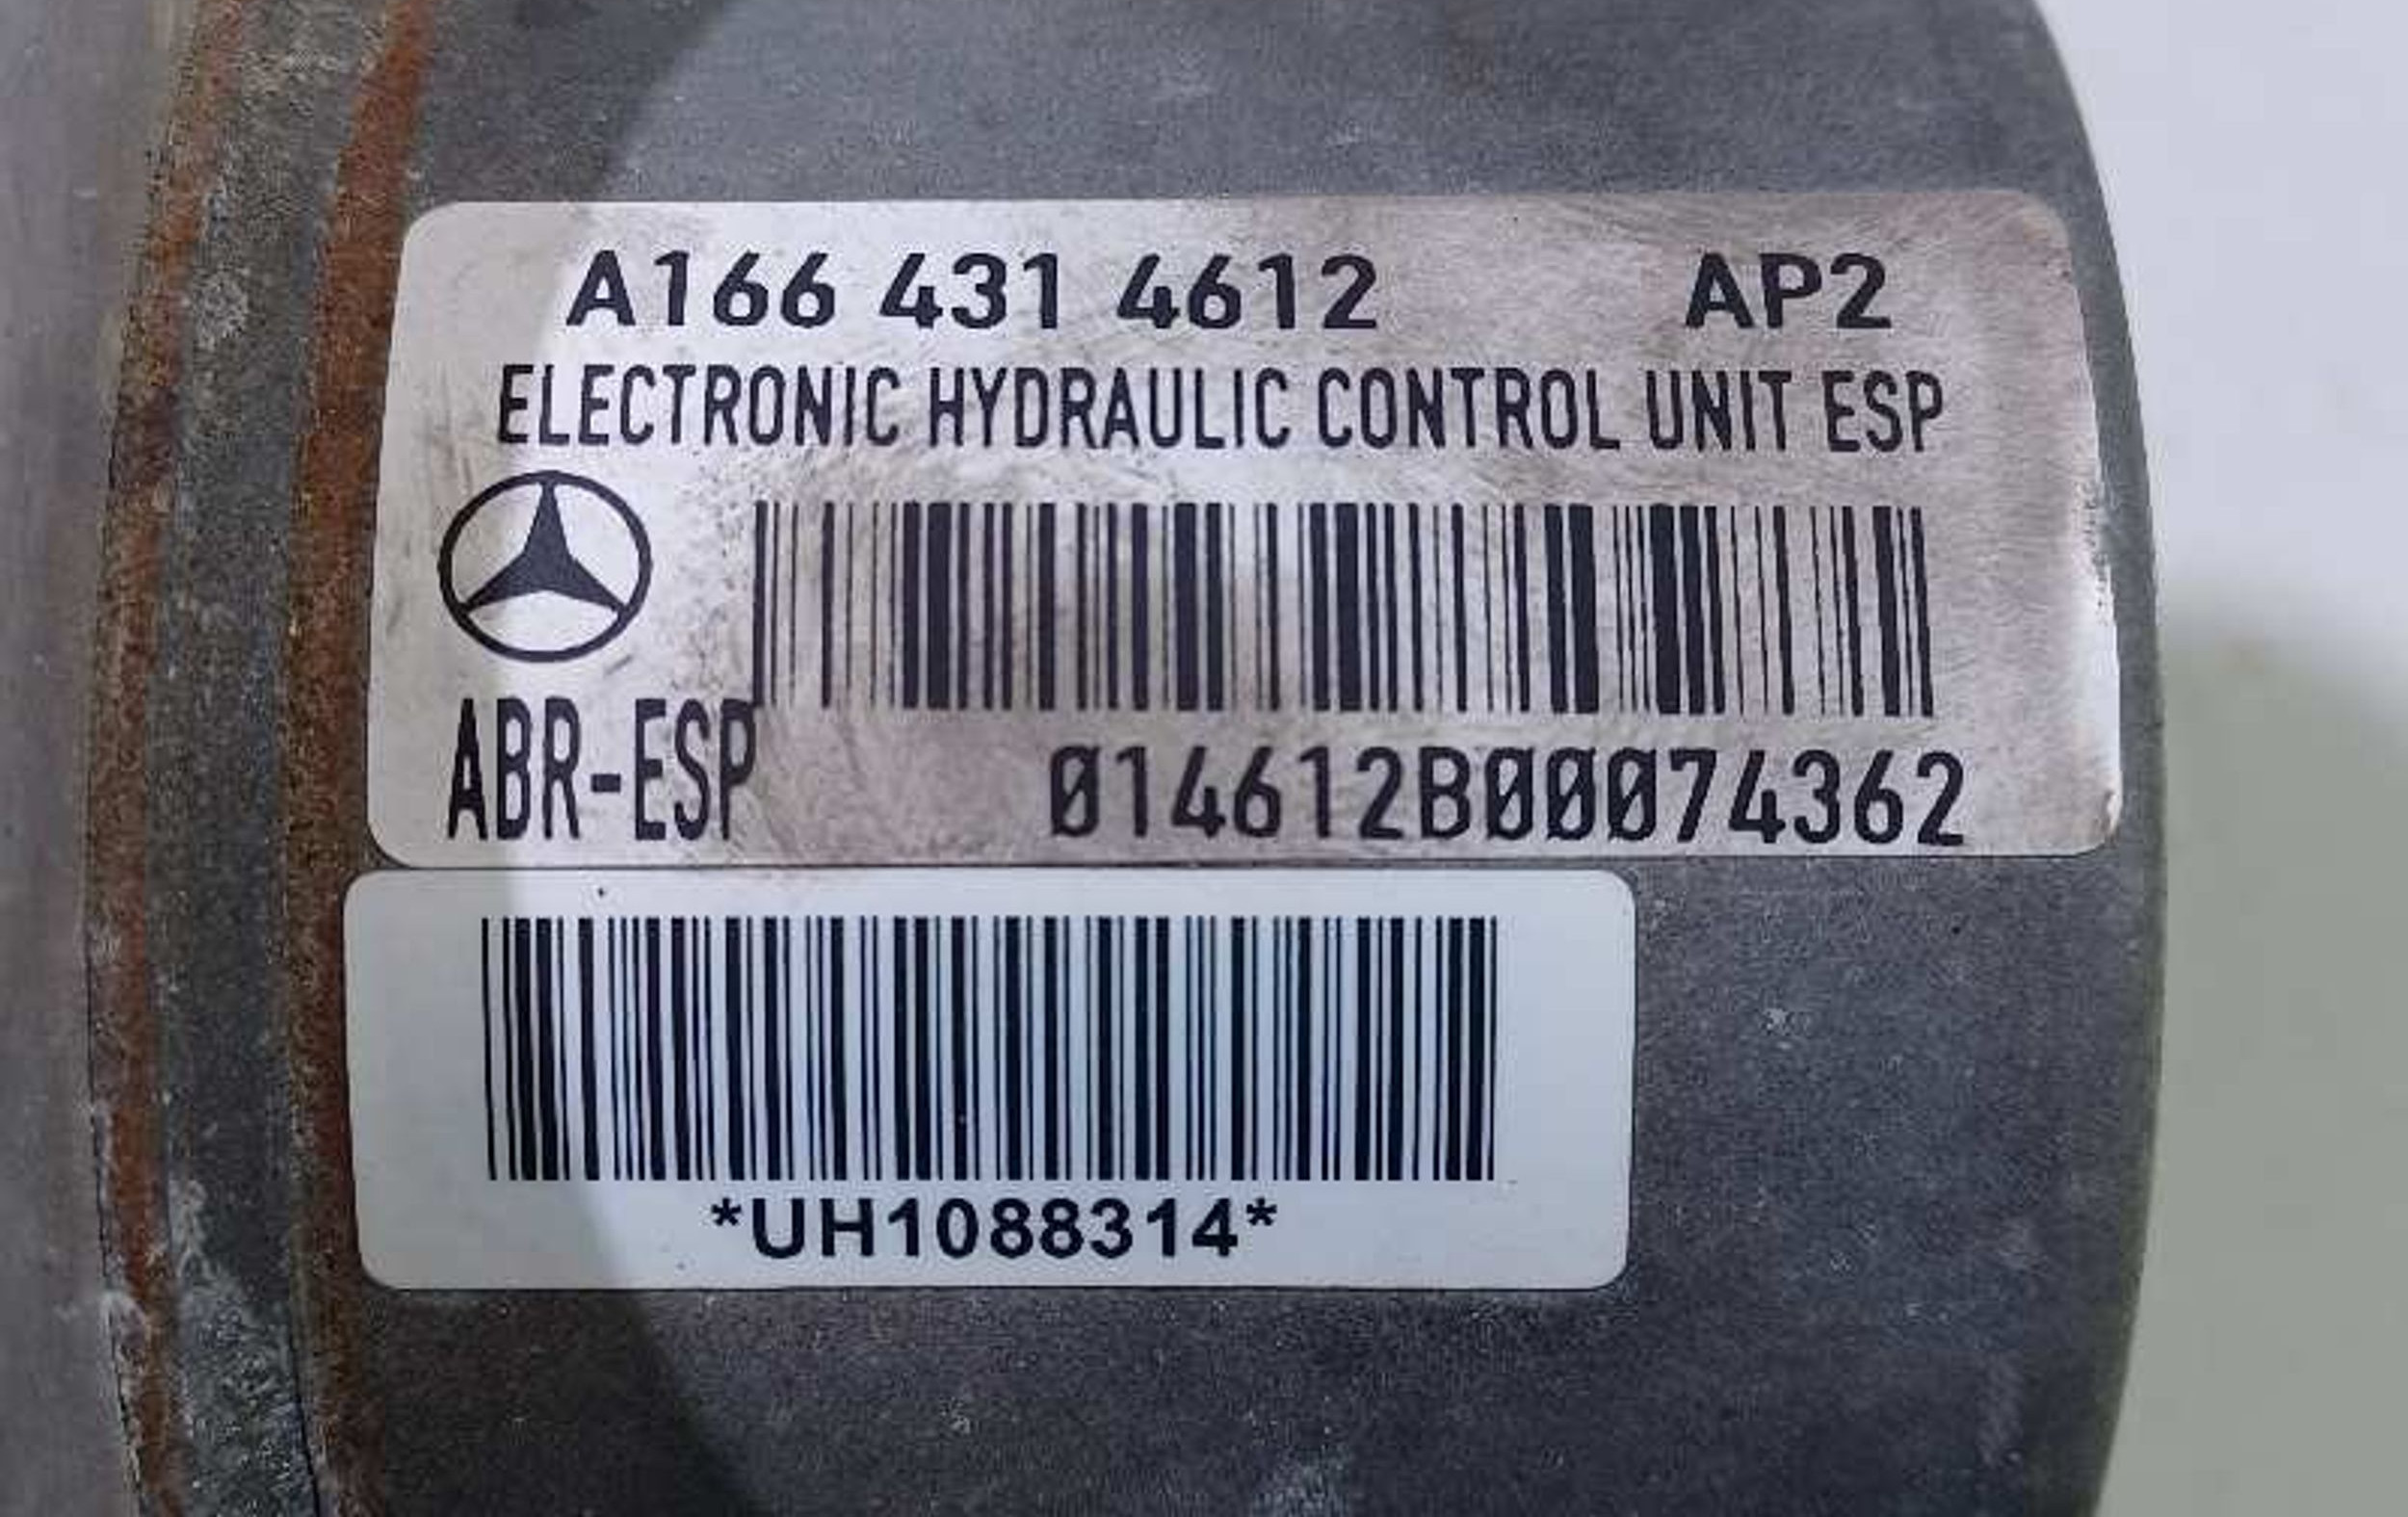 A166 431 4612 AP2
ELECTRONIC HYDRAULIC CONTROL UNIT ESP
ABR-ESP 014612B00074362
*UH1088314*